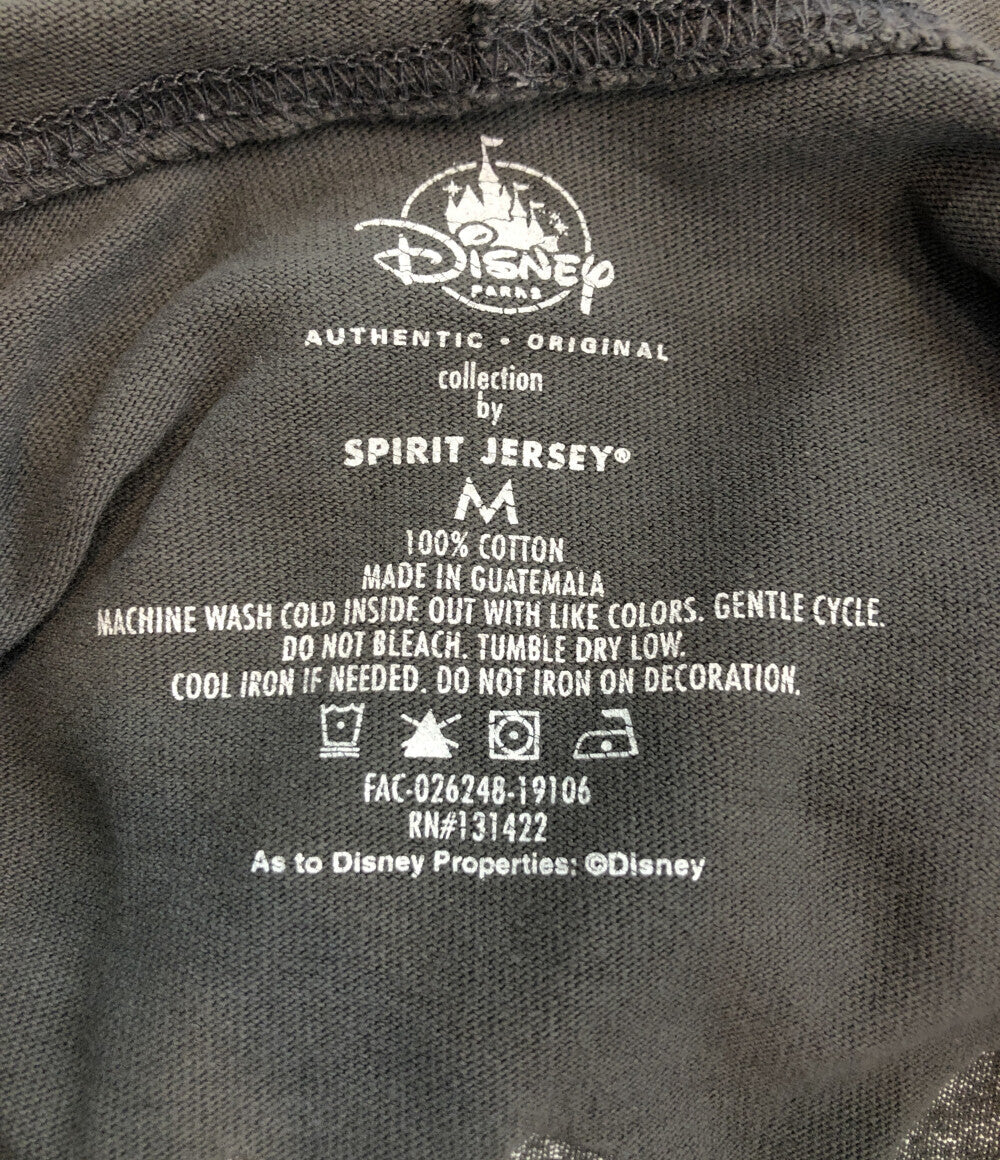 Disney
PARKS
AUTHENTIC • ORIGINAL
collection
by
SPIRIT JERSEY®
M
100% COTTON
MADE IN GUATEMALA
MACHINE WASH COLD INSIDE OUT WITH LIKE COLORS. GENTLE CYCLE.
DO NOT BLEACH. TUMBLE DRY LOW.
COOL IRON IF NEEDED. DO NOT IRON ON DECORATION.
FAC-026248-19106
RN#131422
As to Disney Properties: ©Disney